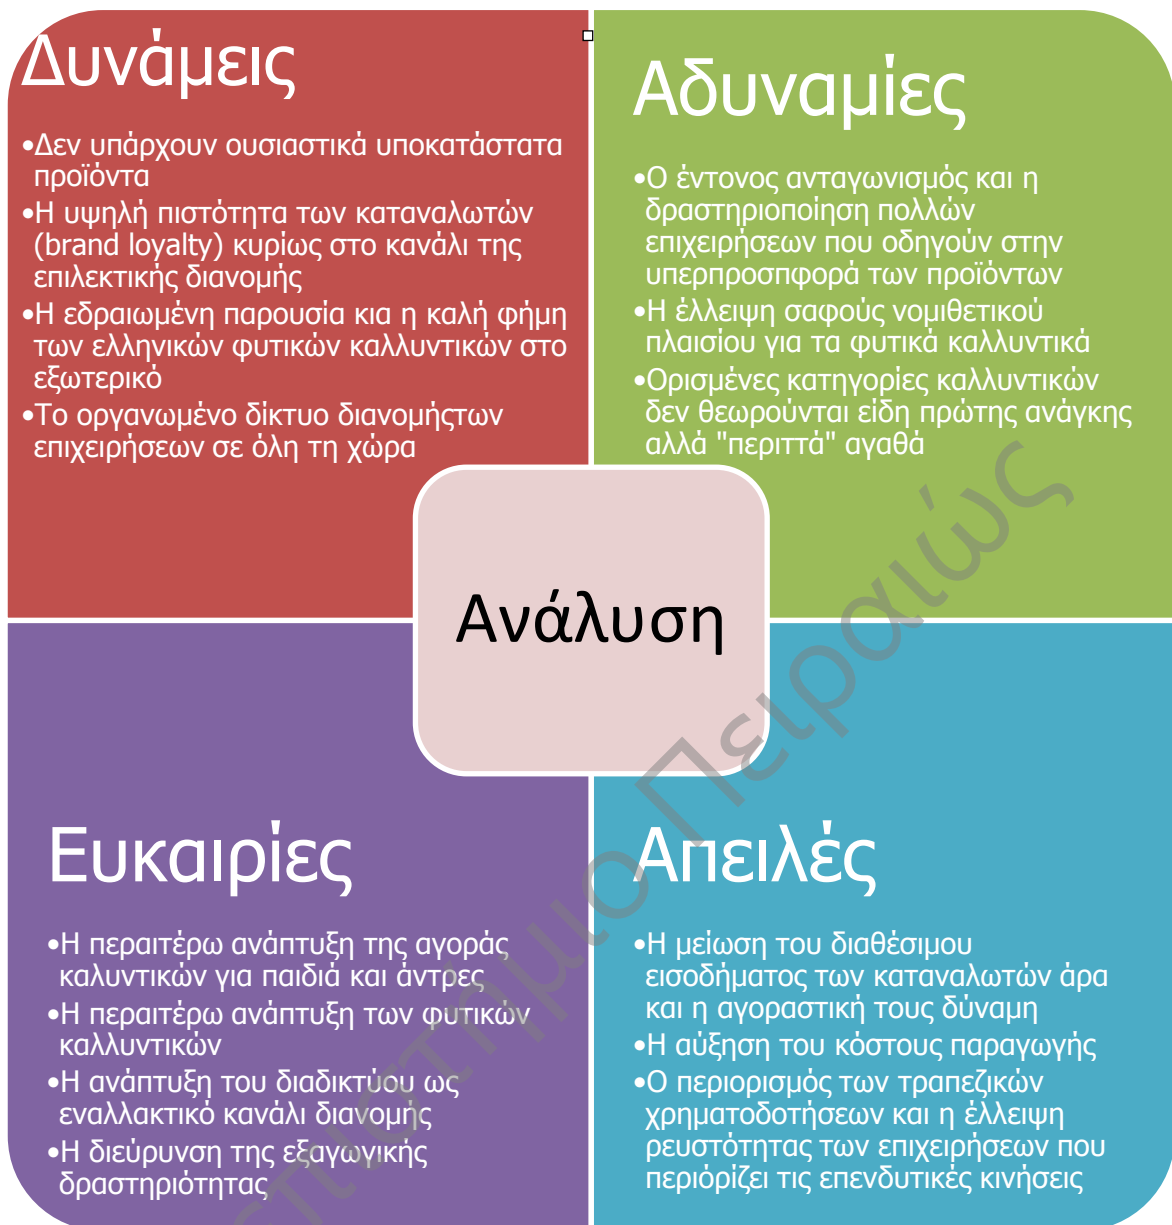 Δυνάμεις
•Δεν υπάρχουν ουσιαστικά υποκατάστατα
προϊόντα
•Η υψηλή πιστότητα των καταναλωτών
(brand loyalty) κυρίως στο κανάλι της
επιλεκτικής διανομής
•Η εδραιωμένη παρουσία κια η καλή φήμη
των ελληνικών φυτικών καλλυντικών στο
εξωτερικό
•Το οργανωμένο δίκτυο διανομήςτων
επιχειρήσεων σε όλη τη χώρα
Αδυναμίες
•Ο έντονος ανταγωνισμός και η
δραστηριοποίηση πολλών
επιχειρήσεων που οδηγούν στην
υπερπροσπφορά των προϊόντων
•Η έλλειψη σαφούς νομιθετικού
πλαισίου για τα φυτικά καλλυντικά
•Ορισμένες κατηγορίες καλλυντικών
δεν θεωρούνται είδη πρώτης ανάγκης
αλλά "περιττά" αγαθά
Ανάλυση
Ευκαιρίες
•Η περαιτέρω ανάπτυξη της αγοράς
καλυντικών για παιδιά και άντρες
•Η περαιτέρω ανάπτυξη των φυτικών
καλλυντικών
•Η ανάπτυξη του διαδικτύου ως
εναλλακτικό κανάλι διανομής
•Η διεύρυνση της εξαγωγικής
δραστηριότητας
Απειλές
•Η μείωση του διαθέσιμου
εισοδήματος των καταναλωτών άρα
και η αγοραστική τους δύναμη
•Η αύξηση του κόστους παραγωγής
•Ο περιορισμός των τραπεζικών
χρηματοδοτήσεων και η έλλειψη
ρευστότητας των επιχειρήσεων που
περιόρίζει τις επενδυτικές κινήσεις
Πειραιώς